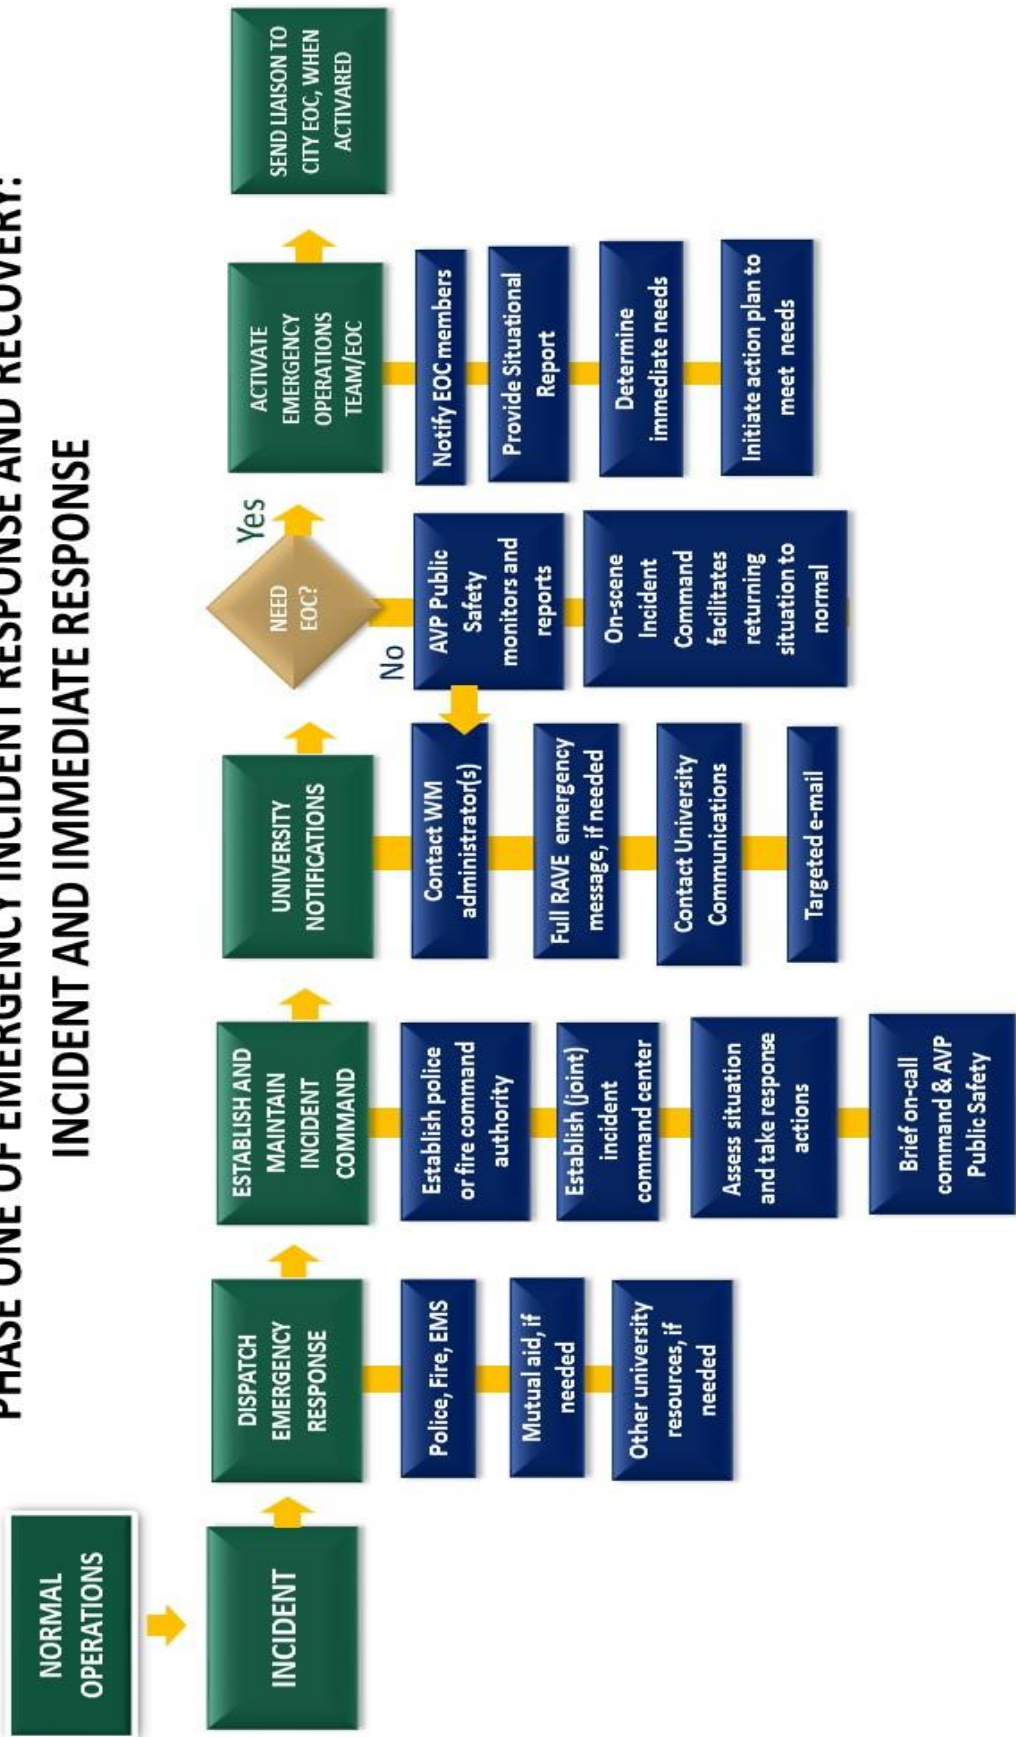 PHASE ONE OF EMERGENCY INCIDENT RESPONSE AND RECOVERY:
INCIDENT AND IMMEDIATE RESPONSE
NORMAL
OPERATIONS
INCIDENT
DISPATCH
EMERGENCY
RESPONSE
Police, Fire, EMS
Mutual aid, if
needed
Other university
resources, if
needed
ESTABLISH AND
MAINTAIN
INCIDENT
COMMAND
Establish police
or fire command
authority
Establish (joint)
incident
command center
Assess situation
and take response
actions
Brief on-call
command & AVP
Public Safety
UNIVERSITY
NOTIFICATIONS
Contact WM
administrator(s)
Full RAVE emergency
message, if needed
Contact University
Communications
Targeted e-mail
NEED
EOC?
Yes
No
AVP Public
Safety
monitors and
reports
On-scene
Incident
Command
facilitates
returning
situation to
normal
ACTIVATE
EMERGENCY
OPERATIONS
TEAM/EOC
Notify EOC members
Provide Situational
Report
Determine
immediate needs
Initiate action plan to
meet needs
SEND LIAISON TO
CITY EOC, WHEN
ACTIVARED